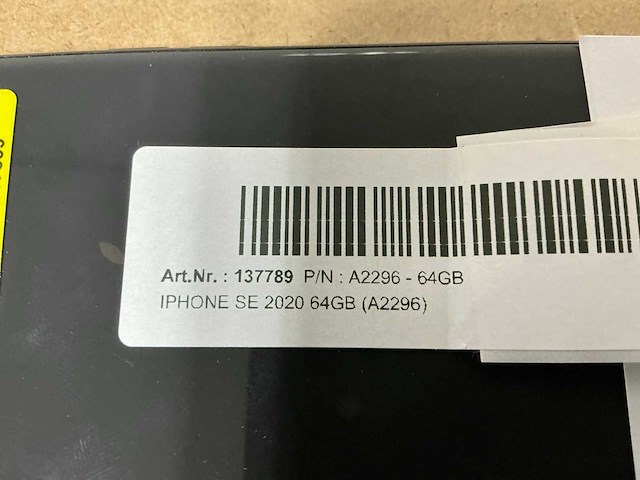 Art.Nr. : 137789 P/N : A2296 - 64GB
IPHONE SE 2020 64GB (A2296)